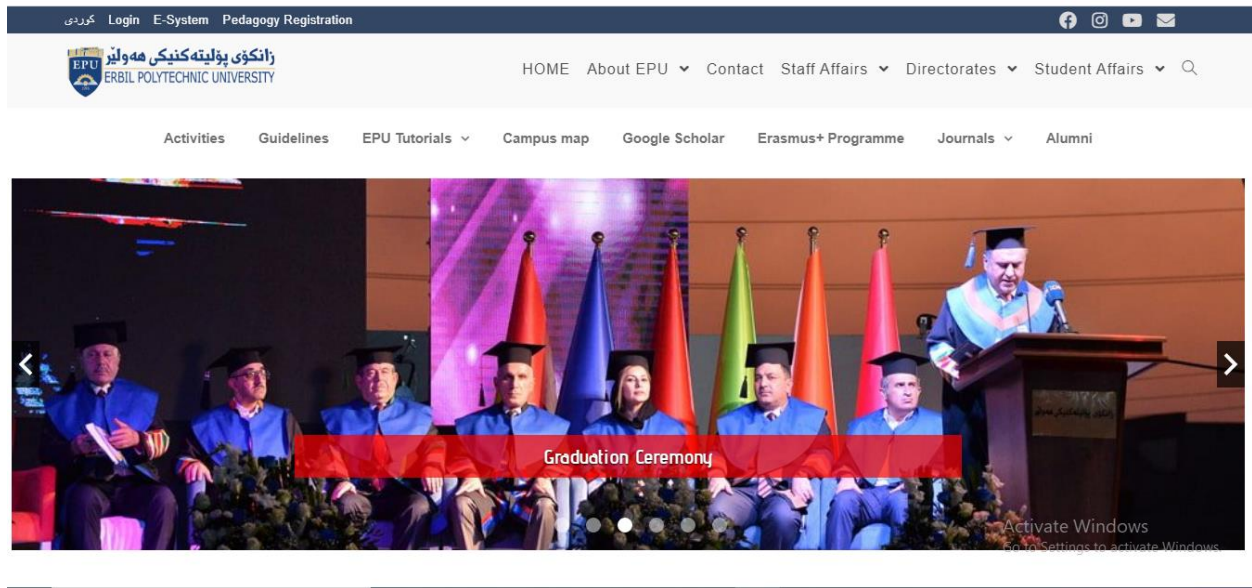 كوردی Login E-System Pedagogy Registration
زانکۆی پۆلیتەکنیکی هەولێر
EPU
ERBIL POLYTECHNIC UNIVERSITY
HOME About EPU Contact Staff Affairs Directorates Student Affairs
Activities Guidelines EPU Tutorials Campus map Google Scholar Erasmus+ Programme Journals Alumni
Graduation Ceremony
Activate Windows
Go to Settings to activate Windows.